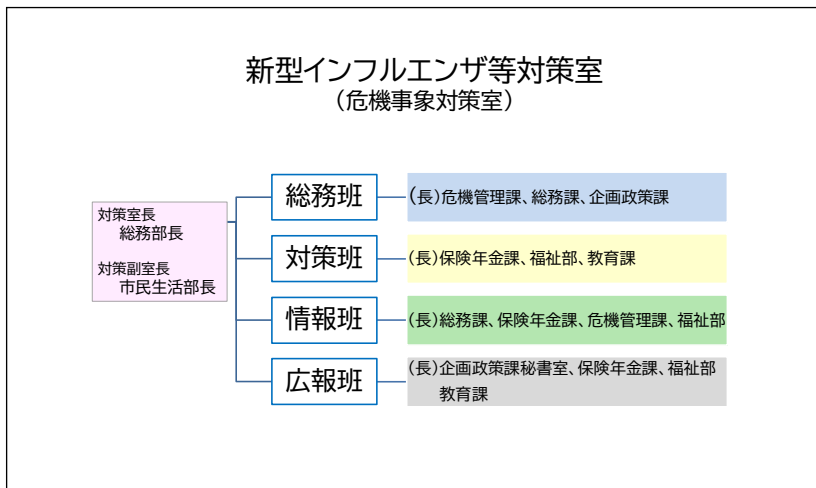 新型インフルエンザ等対策室
（危機事象対策室）
対策室長
総務部長
対策副室長
市民生活部長
総務班
(長)危機管理課、総務課、企画政策課
対策班
(長)保険年金課、福祉部、教育課
情報班
(長)総務課、保険年金課、危機管理課、福祉部
広報班
(長)企画政策課秘書室、保険年金課、福祉部
教育課